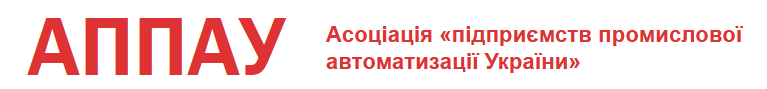 АППАУ
Асоціація «підприємств промислової
автоматизації України»